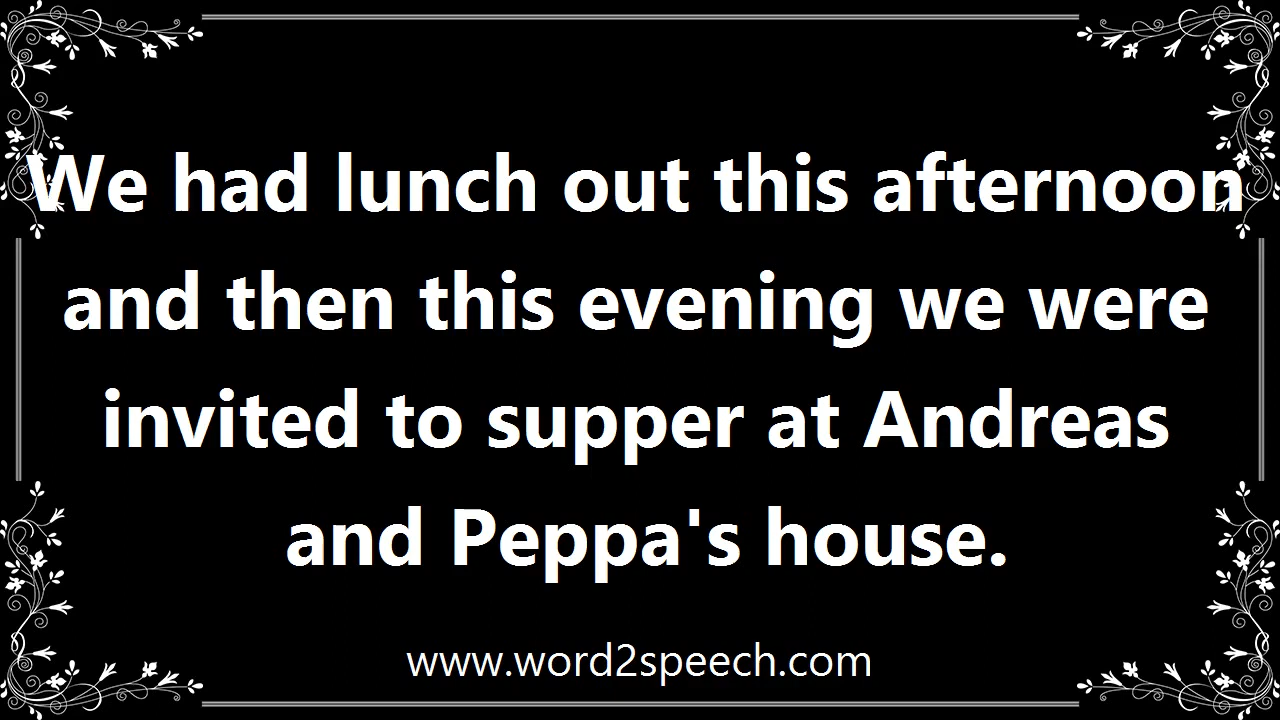 We had lunch out this afternoon
and then this evening we were
invited to supper at Andreas
and Peppa's house.
www.word2speech.com